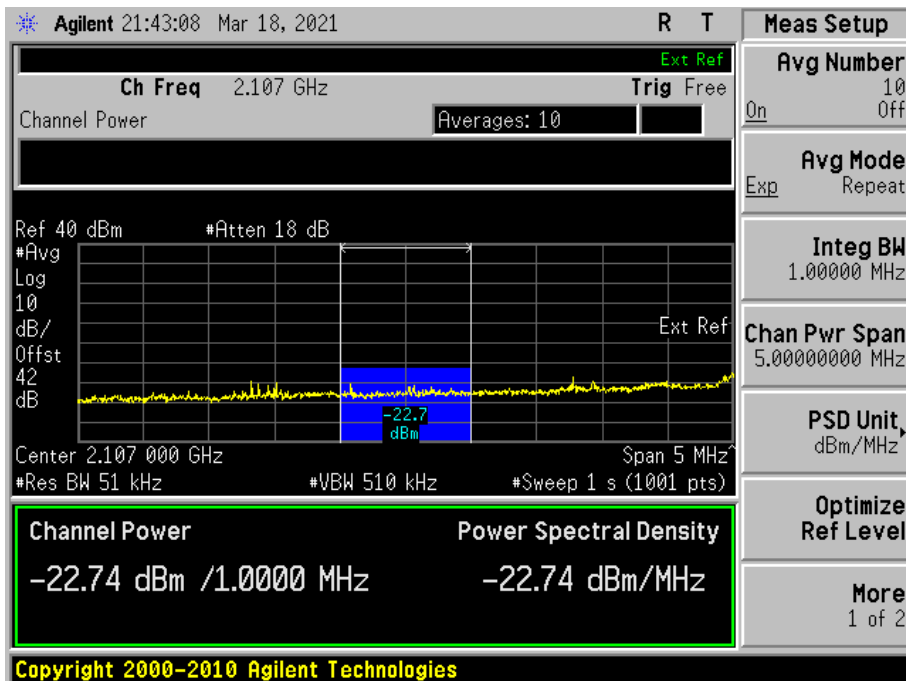 Agilent 21:43:08 Mar 18, 2021 R T
Ext Ref
Ch Freq 2.107 GHz Trig Free
Channel Power Averages: 10
Ref 40 dBm #Atten 18 dB
#Avg
Log
10
dB/
Offst
42
dB
Ext Ref
-22.7
dBm
Center 2.107 000 GHz Span 5 MHz^
#Res BW 51 kHz #VBW 510 kHz #Sweep 1 s (1001 pts)
Channel Power Power Spectral Density
-22.74 dBm /1.0000 MHz -22.74 dBm/MHz
Copyright 2000-2010 Agilent Technologies
Meas Setup
Avg Number
10
On Off
Avg Mode
Exp Repeat
Integ BW
1.00000 MHz
Chan Pwr Span
5.00000000 MHz
PSD Unit
dBm/MHz
Optimize
Ref Level
More
1 of 2